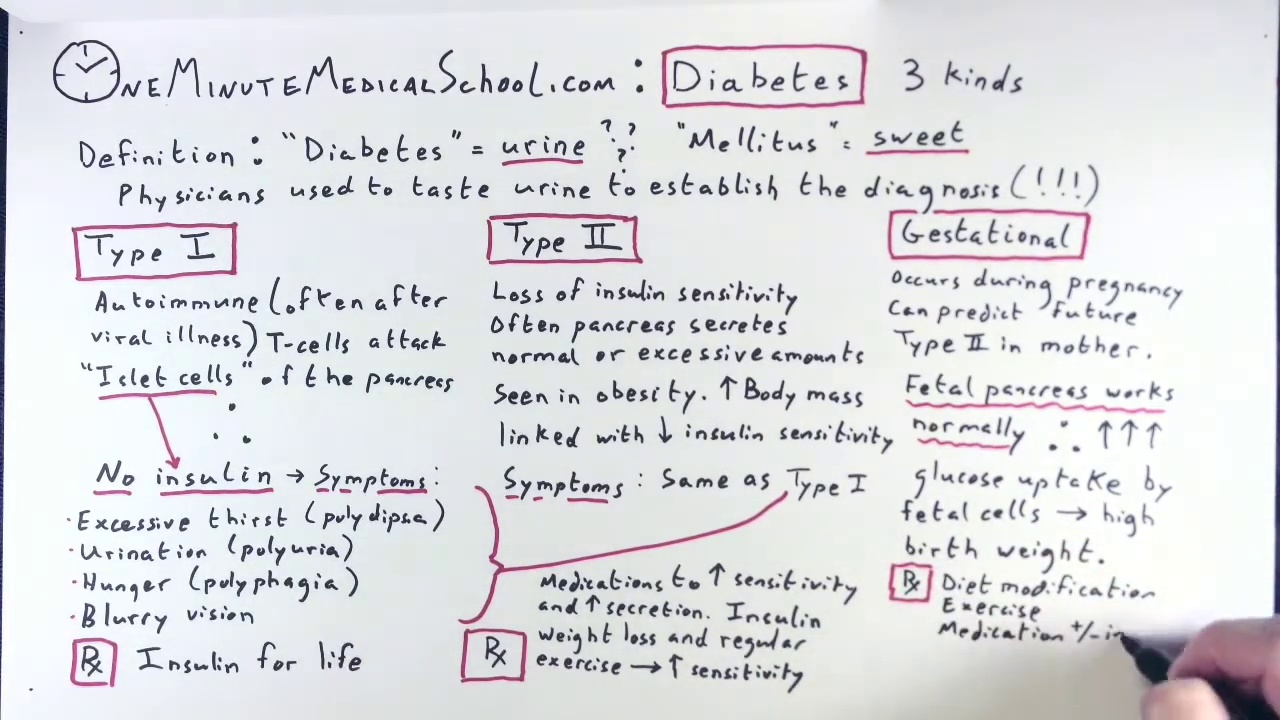 OneMinuteMedicalSchool.com : Diabetes 3 kinds
Definition : "Diabetes" = urine ??? "Mellitus" = sweet
Physicians used to taste urine to establish the diagnosis (!!!)
Type I
Autoimmune (often after
viral illness) T-cells attack
"Islet cells" of the pancreas
∴
No insulin → Symptoms :
· Excessive thirst (polydipsia)
· Urination (polyuria)
· Hunger (polyphagia)
· Blurry vision
Rx Insulin for life
Type II
Loss of insulin sensitivity
Often pancreas secretes
normal or excessive amounts
Seen in obesity. ↑ Body mass
linked with ↓ insulin sensitivity
Symptoms : Same as Type I
Medications to ↑ sensitivity
and ↑ secretion. Insulin
weight loss and regular
Rx exercise → ↑ sensitivity
Gestational
Occurs during pregnancy
Can predict future
Type II in mother.
Fetal pancreas works
normally ∴ ↑↑↑
glucose uptake by
fetal cells → high
birth weight.
Rx Diet modification
Exercise
Medication +/- in